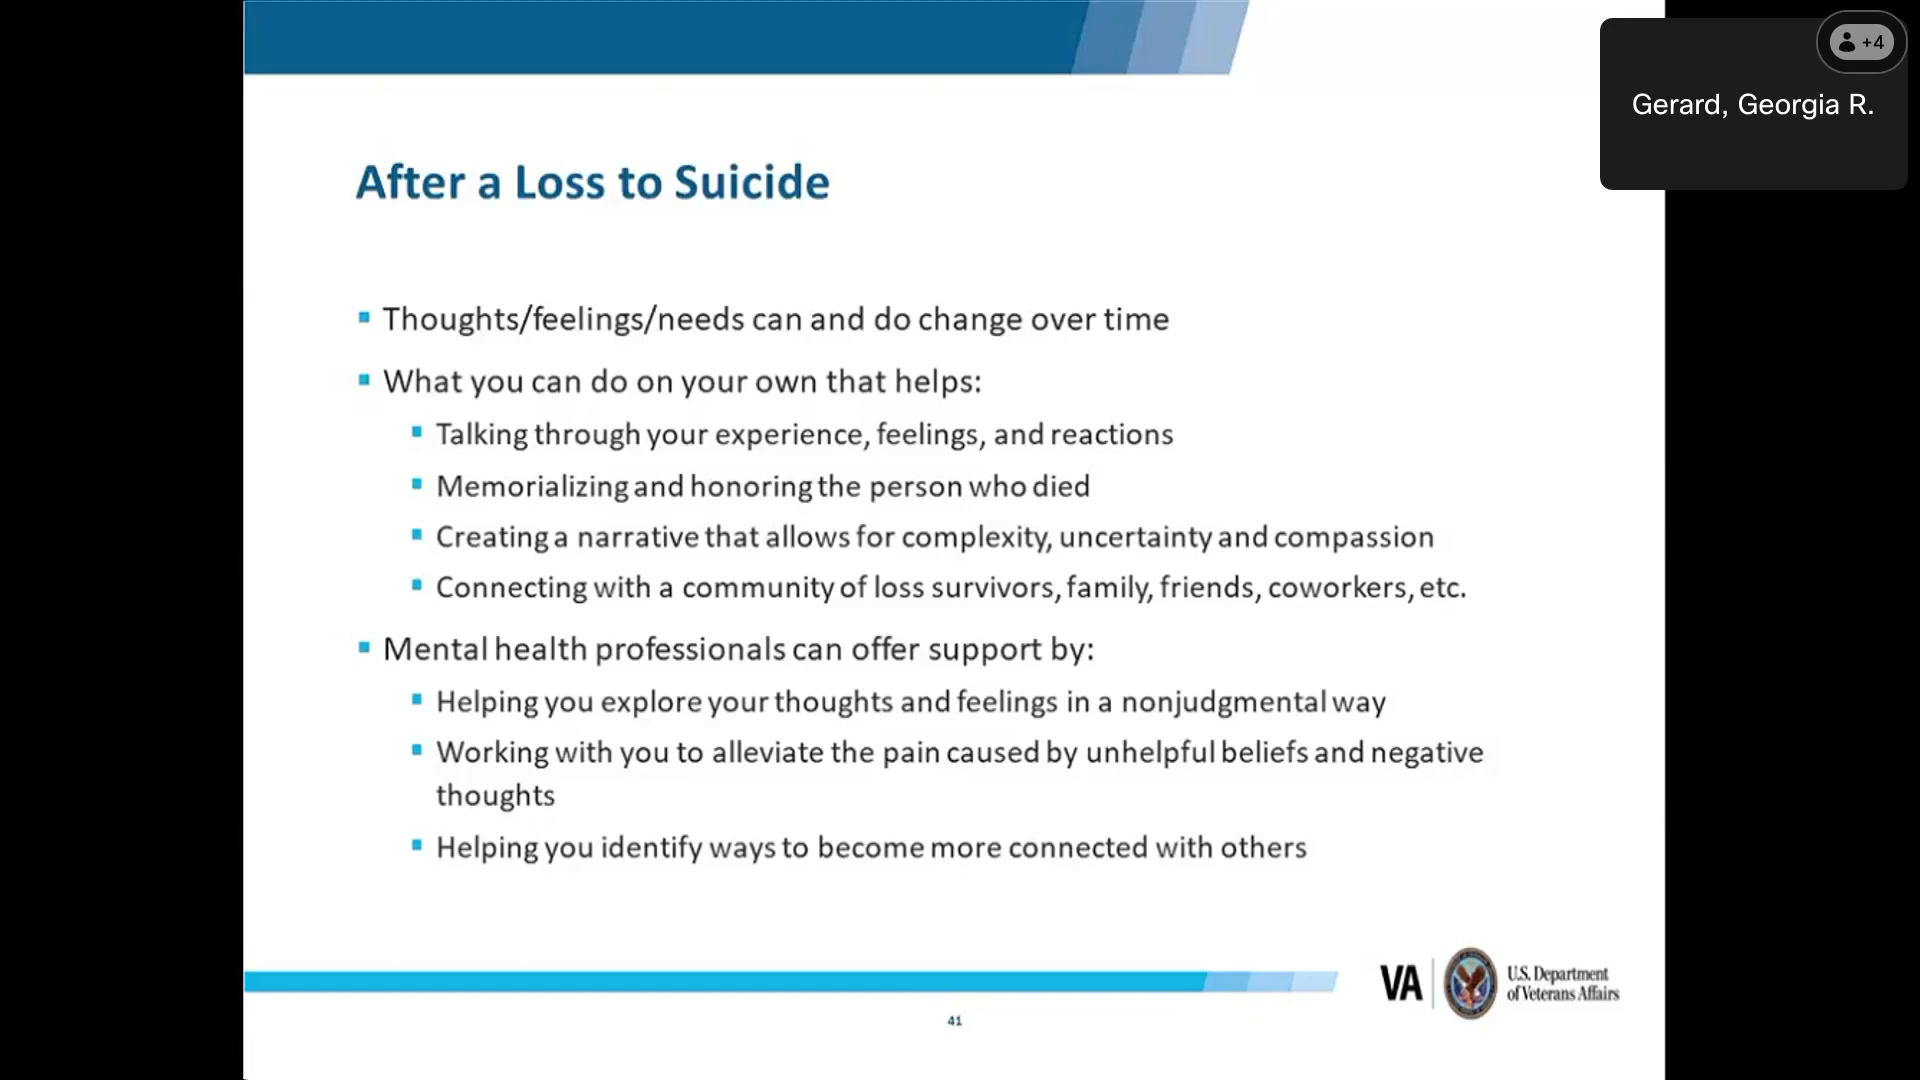 +4
Gerard, Georgia R.
After a Loss to Suicide
Thoughts/feelings/needs can and do change over time
What you can do on your own that helps:
Talking through your experience, feelings, and reactions
Memorializing and honoring the person who died
Creating a narrative that allows for complexity, uncertainty and compassion
Connecting with a community of loss survivors, family, friends, coworkers, etc.
Mental health professionals can offer support by:
Helping you explore your thoughts and feelings in a nonjudgmental way
Working with you to alleviate the pain caused by unhelpful beliefs and negative
thoughts
Helping you identify ways to become more connected with others
VA
U.S. Department
of Veterans Affairs
41